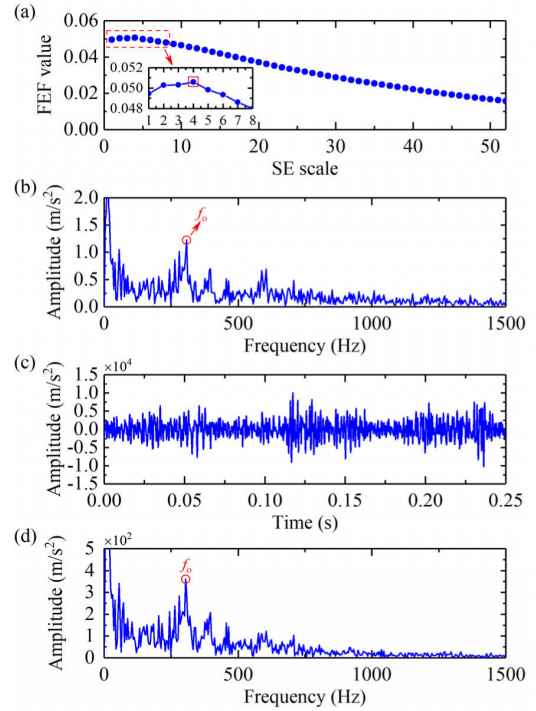 (a)
FEF value
0.06
0.04
0.02
0.00
0.052
0.050
0.048
1 2 3 4 5 6 7 8
0 10 20 30 40 50
SE scale
(b)
Amplitude (m/s²)
2.0
1.5
1.0
0.5
0.0
fₒ
0 500 1000 1500
Frequency (Hz)
(c)
Amplitude (m/s²)
×10⁴
1.5
1.0
0.5
0
-0.5
-1.0
-1.5
0.00 0.05 0.10 0.15 0.20 0.25
Time (s)
(d)
Amplitude (m/s²)
×10²
5
4
3
2
1
0
fₒ
0 500 1000 1500
Frequency (Hz)